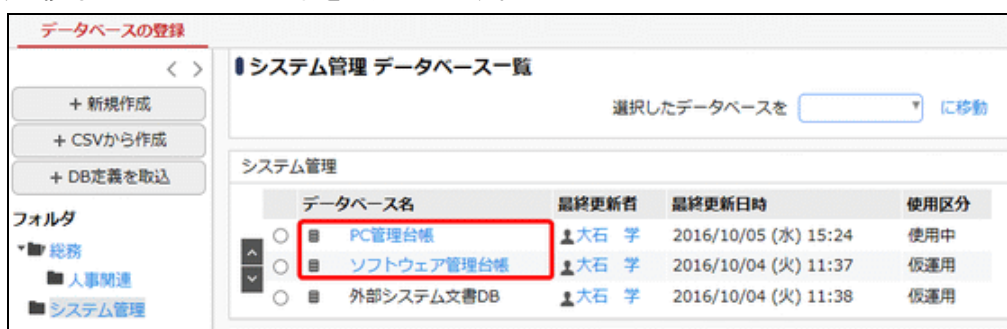 データベースの登録
< >
+ 新規作成
+ CSVから作成
+ DB定義を取込
フォルダ
総務
人事関連
システム管理
システム管理 データベース一覧
選択したデータベースを に移動
システム管理
データベース名 最終更新者 最終更新日時 使用区分
PC管理台帳 大石 学 2016/10/05 (水) 15:24 使用中
ソフトウェア管理台帳 大石 学 2016/10/04 (火) 11:37 仮運用
外部システム文書DB 大石 学 2016/10/04 (火) 11:38 仮運用